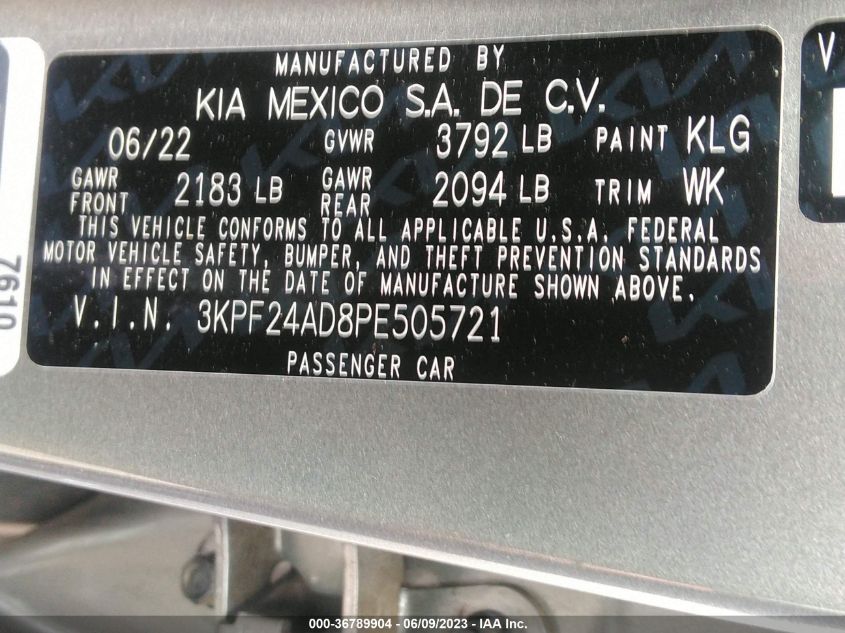 MANUFACTURED BY
KIA MEXICO S.A. DE C.V.
06/22 GVWR 3792 LB PAINT KLG
GAWR FRONT 2183 LB GAWR REAR 2094 LB TRIM WK
THIS VEHICLE CONFORMS TO ALL APPLICABLE U.S.A. FEDERAL
MOTOR VEHICLE SAFETY, BUMPER, AND THEFT PREVENTION STANDARDS
IN EFFECT ON THE DATE OF MANUFACTURE SHOWN ABOVE.
V.I.N. 3KPF24AD8PE505721
PASSENGER CAR
7610
V
000-36789904 - 06/09/2023 - IAA Inc.